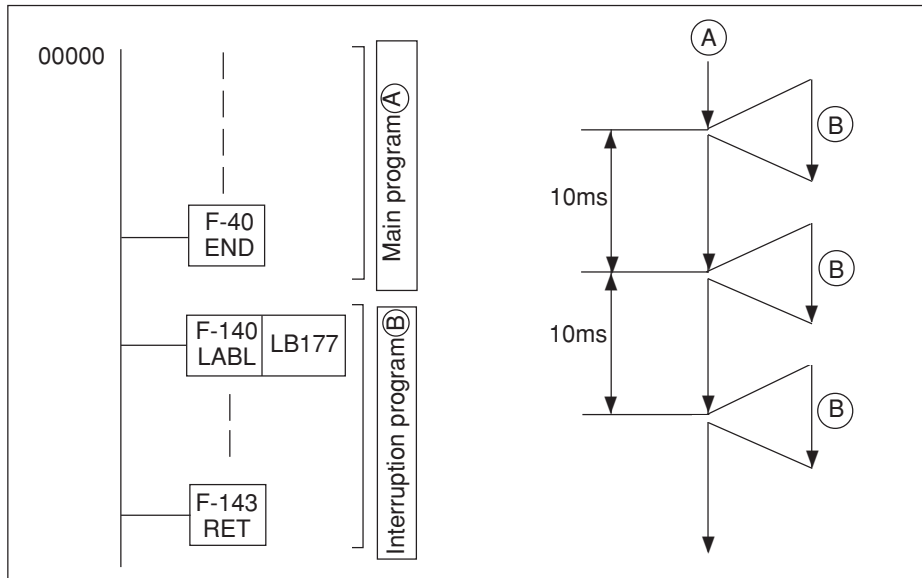 00000
F-40
END
Main program Ⓐ
F-140
LABL
LB177
F-143
RET
Interruption program Ⓑ
A
B
10ms
B
10ms
B